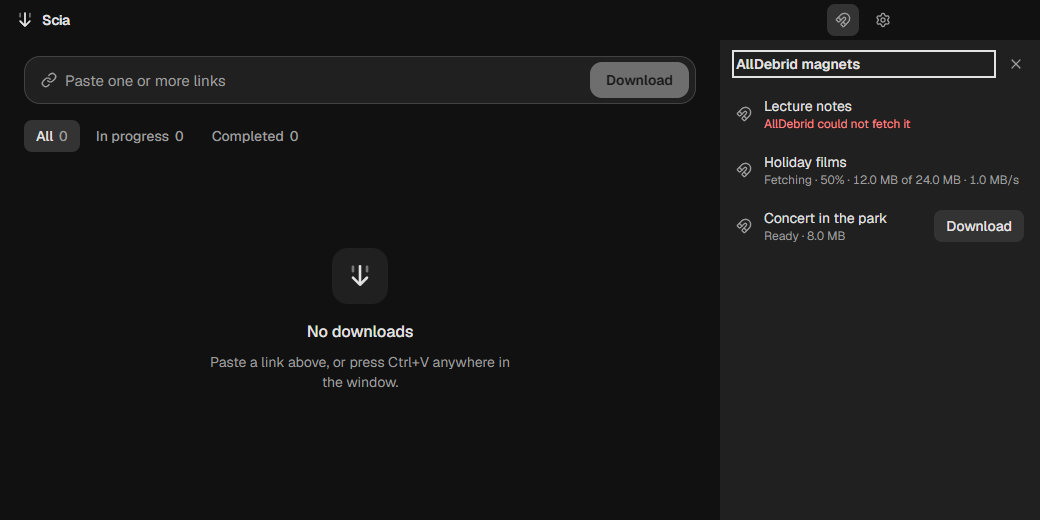 Scia
Paste one or more links
Download
All 0
In progress 0
Completed 0
No downloads
Paste a link above, or press Ctrl+V anywhere in
the window.
AllDebrid magnets
Lecture notes
AllDebrid could not fetch it
Holiday films
Fetching · 50% · 12.0 MB of 24.0 MB · 1.0 MB/s
Concert in the park
Ready · 8.0 MB
Download